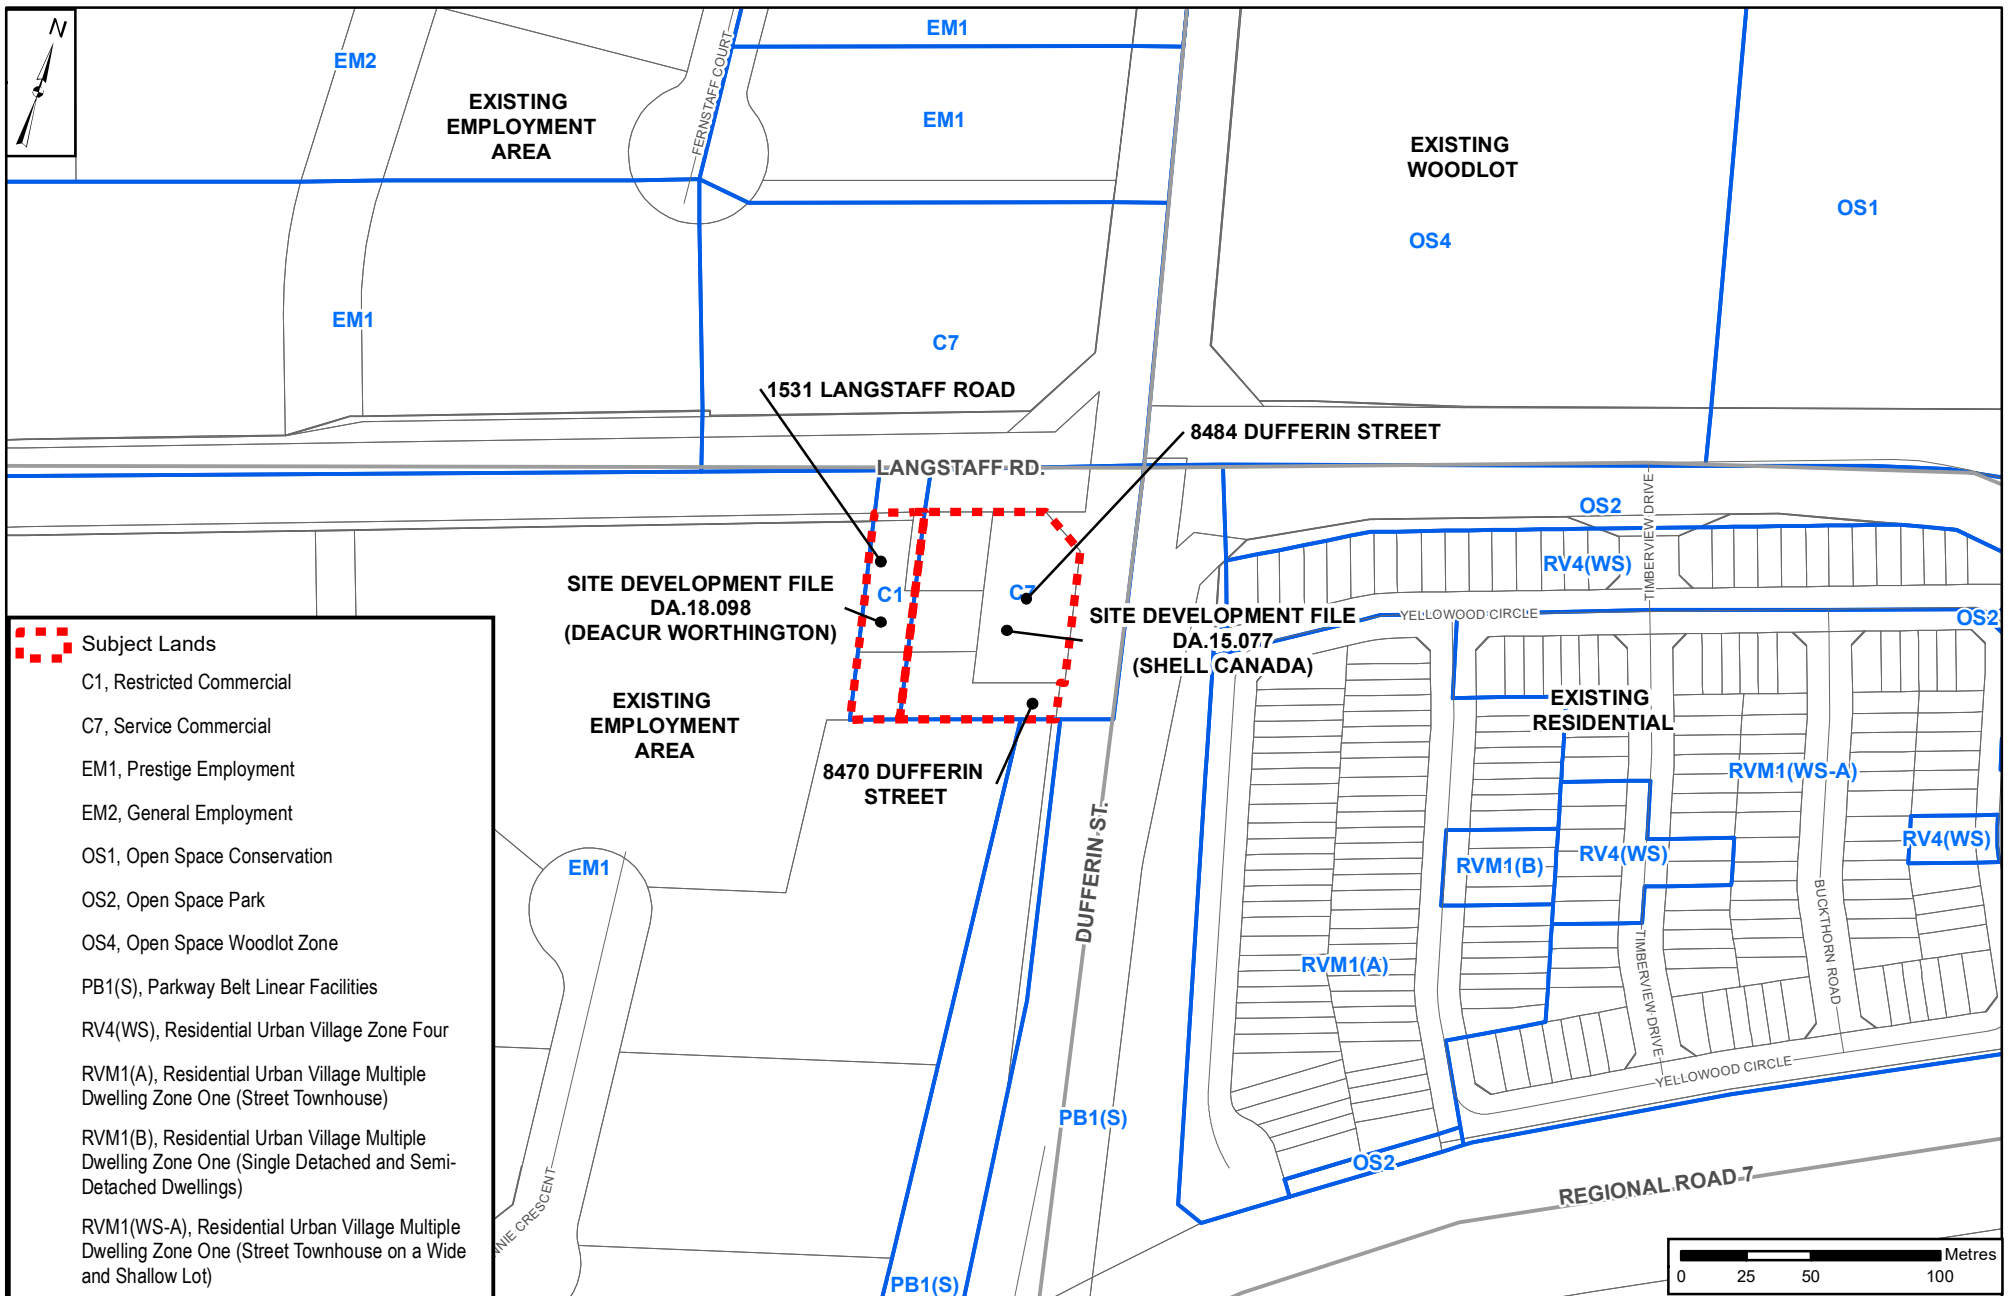 N
EM2
EXISTING
EMPLOYMENT
AREA
FERNSTAFF COURT
EM1
EM1
EXISTING
WOODLOT
OS1
OS4
EM1
C7
1531 LANGSTAFF ROAD
8484 DUFFERIN STREET
LANGSTAFF RD.
OS2
TIMBERVIEW DRIVE
RV4(WS)
SITE DEVELOPMENT FILE
DA.18.098
(DEACUR WORTHINGTON)
C1
C7
SITE DEVELOPMENT FILE
DA.15.077
(SHELL CANADA)
YELLOWOOD CIRCLE
OS2
EXISTING
EMPLOYMENT
AREA
8470 DUFFERIN
STREET
EXISTING
RESIDENTIAL
RVM1(WS-A)
DUFFERIN ST.
RVM1(B)
RV4(WS)
RV4(WS)
EM1
RVM1(A)
TIMBERVIEW DRIVE
BUCKTHORN ROAD
YELLOWOOD CIRCLE
PB1(S)
OS2
REGIONAL ROAD 7
NNIE CRESCENT
PB1(S)
Subject Lands
C1, Restricted Commercial
C7, Service Commercial
EM1, Prestige Employment
EM2, General Employment
OS1, Open Space Conservation
OS2, Open Space Park
OS4, Open Space Woodlot Zone
PB1(S), Parkway Belt Linear Facilities
RV4(WS), Residential Urban Village Zone Four
RVM1(A), Residential Urban Village Multiple
Dwelling Zone One (Street Townhouse)
RVM1(B), Residential Urban Village Multiple
Dwelling Zone One (Single Detached and Semi-
Detached Dwellings)
RVM1(WS-A), Residential Urban Village Multiple
Dwelling Zone One (Street Townhouse on a Wide
and Shallow Lot)
Metres
0 25 50 100